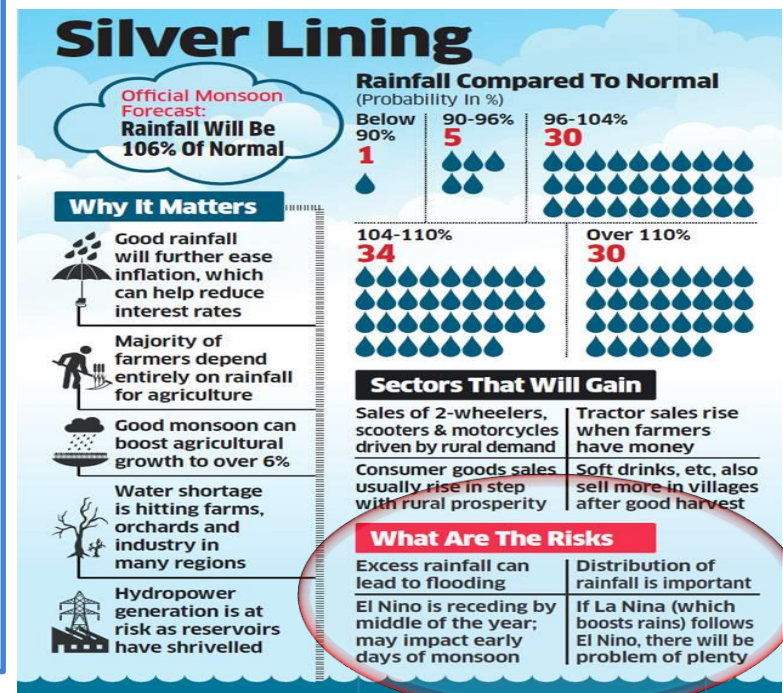 Silver Lining
Official Monsoon
Forecast:
Rainfall Will Be
106% Of Normal
Rainfall Compared To Normal
(Probability In %)
Below
90%
1
90-96%
5
96-104%
30
104-110%
34
Over 110%
30
Why It Matters
Good rainfall
will further ease
inflation, which
can help reduce
interest rates
Majority of
farmers depend
entirely on rainfall
for agriculture
Good monsoon can
boost agricultural
growth to over 6%
Water shortage
is hitting farms,
orchards and
industry in
many regions
Hydropower
generation is at
risk as reservoirs
have shrivelled
Sectors That Will Gain
Sales of 2-wheelers,
scooters & motorcycles
driven by rural demand
Tractor sales rise
when farmers
have money
Consumer goods sales
usually rise in step
with rural prosperity
Soft drinks, etc, also
sell more in villages
after good harvest
What Are The Risks
Excess rainfall can
lead to flooding
Distribution of
rainfall is important
El Nino is receding by
middle of the year;
may impact early
days of monsoon
If La Nina (which
boosts rains) follows
El Nino, there will be
problem of plenty